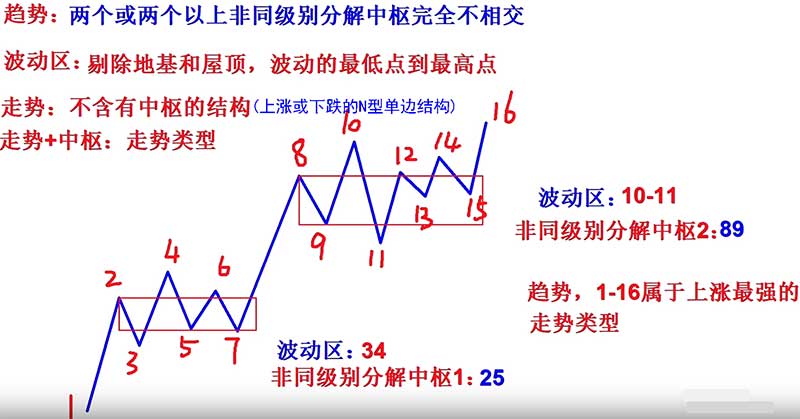 趋势：两个或两个以上非同级别分解中枢完全不相交
波动区：剔除地基和屋顶，波动的最低点到最高点
走势：不含有中枢的结构(上涨或下跌的N型单边结构)
走势+中枢：走势类型
16
10
8
14
12
波动区：10-11
13
15
非同级别分解中枢2：89
9
11
4
6
2
趋势，1-16属于上涨最强的
走势类型
3
5
7
波动区：34
非同级别分解中枢1：25
1